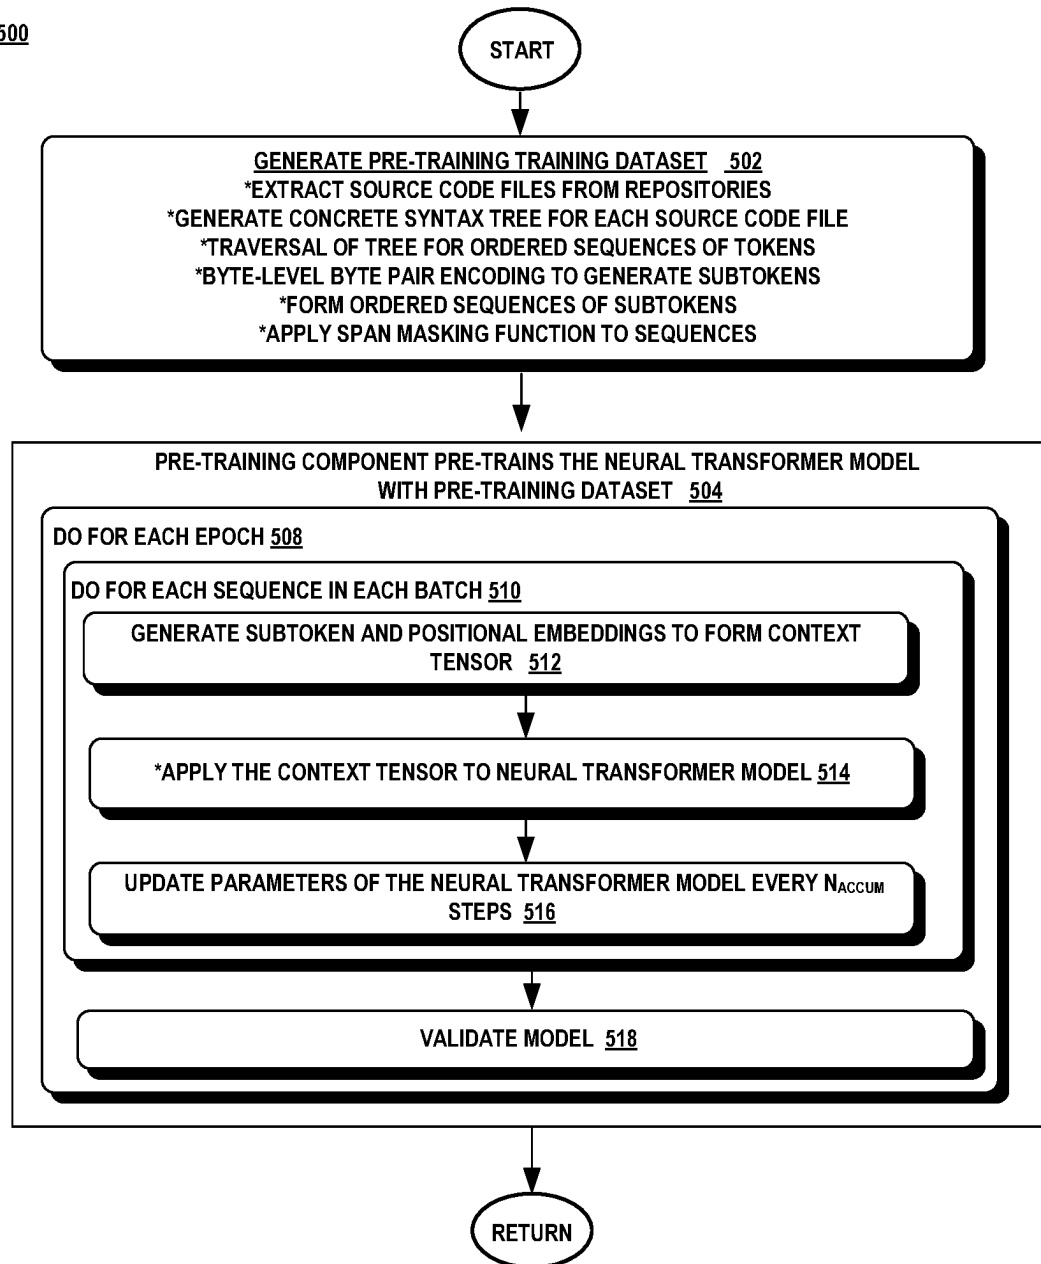 500
START
GENERATE PRE-TRAINING TRAINING DATASET 502
*EXTRACT SOURCE CODE FILES FROM REPOSITORIES
*GENERATE CONCRETE SYNTAX TREE FOR EACH SOURCE CODE FILE
*TRAVERSAL OF TREE FOR ORDERED SEQUENCES OF TOKENS
*BYTE-LEVEL BYTE PAIR ENCODING TO GENERATE SUBTOKENS
*FORM ORDERED SEQUENCES OF SUBTOKENS
*APPLY SPAN MASKING FUNCTION TO SEQUENCES
PRE-TRAINING COMPONENT PRE-TRAINS THE NEURAL TRANSFORMER MODEL
WITH PRE-TRAINING DATASET 504
DO FOR EACH EPOCH 508
DO FOR EACH SEQUENCE IN EACH BATCH 510
GENERATE SUBTOKEN AND POSITIONAL EMBEDDINGS TO FORM CONTEXT
TENSOR 512
*APPLY THE CONTEXT TENSOR TO NEURAL TRANSFORMER MODEL 514
UPDATE PARAMETERS OF THE NEURAL TRANSFORMER MODEL EVERY NACCUM
STEPS 516
VALIDATE MODEL 518
RETURN